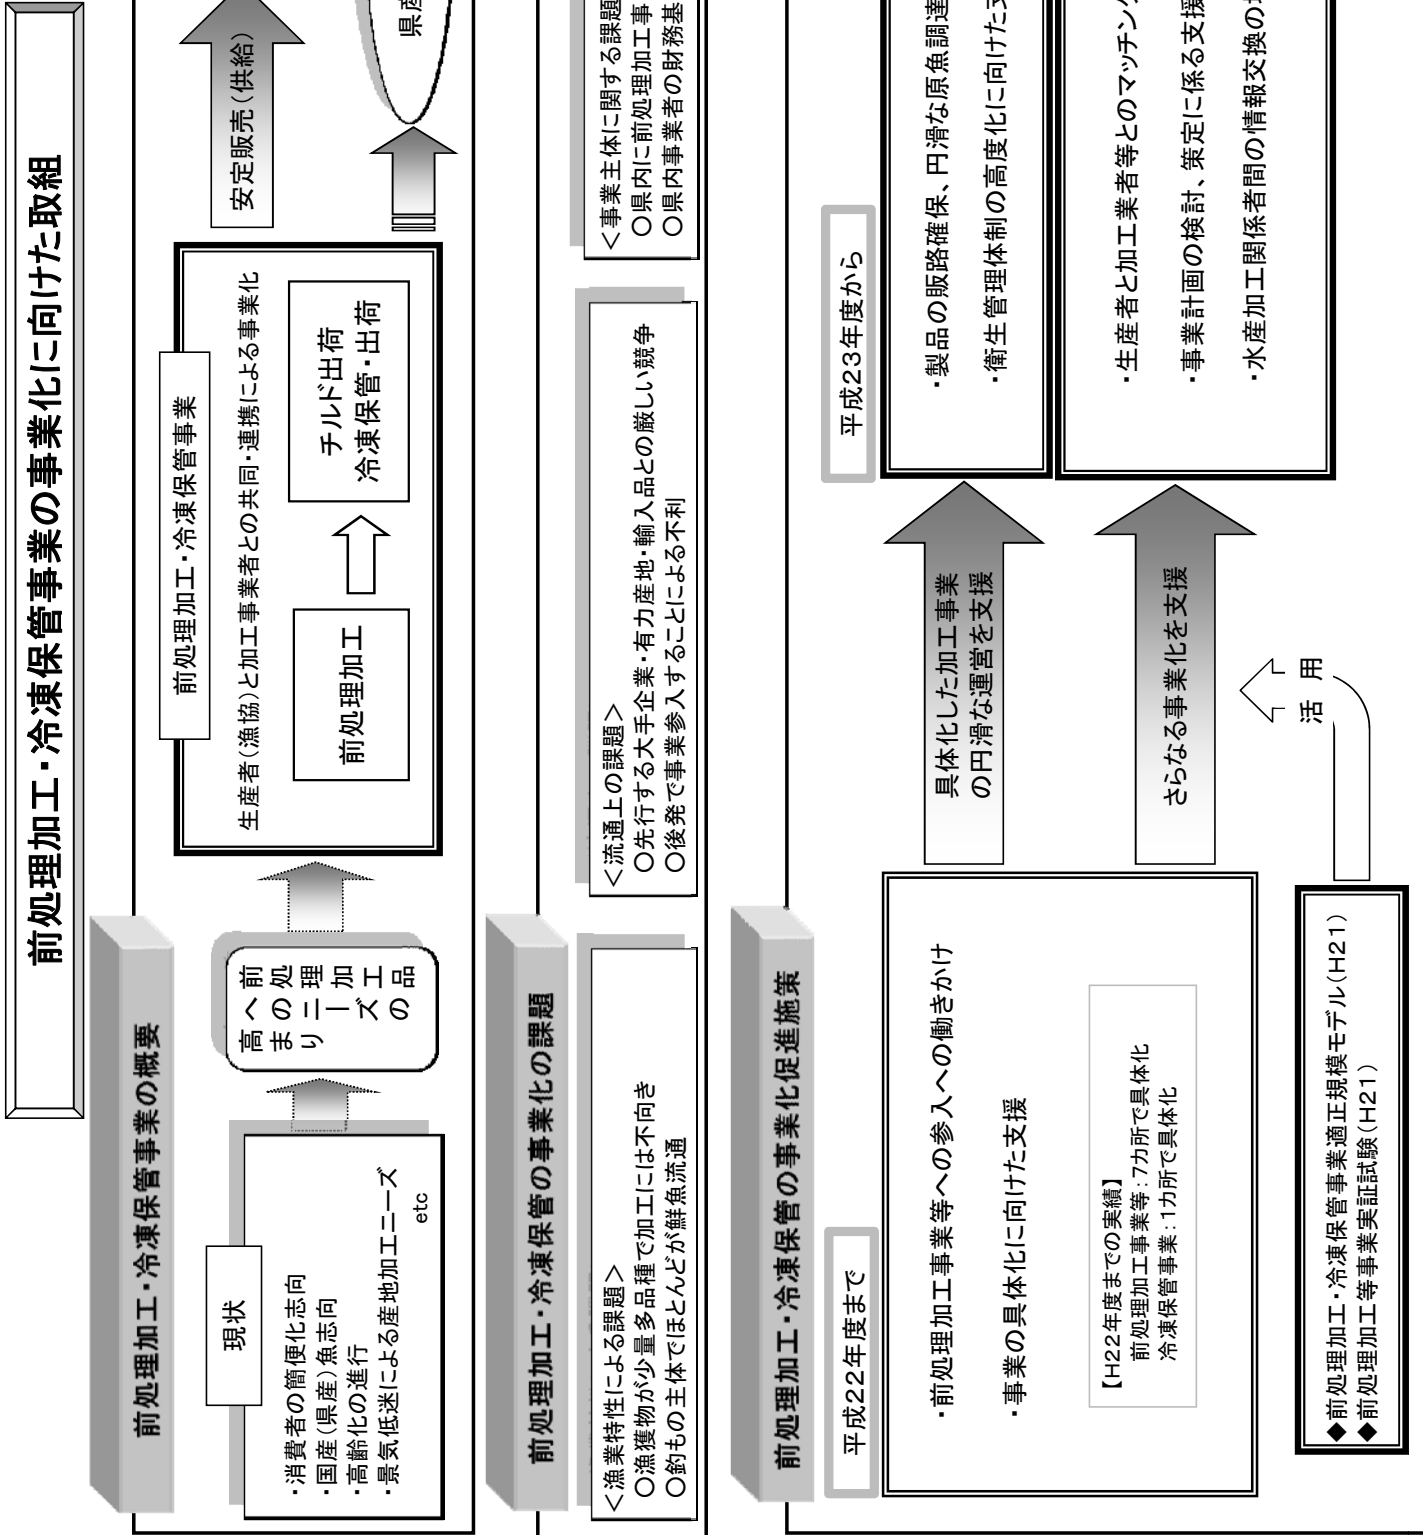 前処理加工・冷凍保管事業の事業化に向けた取組
前処理加工・冷凍保管事業の概要
現状
・消費者の簡便化志向
・国産(県産)魚志向
・高齢化の進行
・景気低迷による産地加工ニーズ
etc
前処理加工品
へのニーズの
高まり
前処理加工・冷凍保管事業
生産者(漁協)と加工事業者との共同・連携による事業化
前処理加工
チルド出荷
冷凍保管・出荷
安定販売(供給)
県産
前処理加工・冷凍保管の事業化の課題
＜漁業特性による課題＞
○漁獲物が少量多品種で加工には不向き
○釣もの主体でほとんどが鮮魚流通
＜流通上の課題＞
○先行する大手企業・有力産地・輸入品との厳しい競争
○後発で事業参入することによる不利
＜事業主体に関する課題
○県内に前処理加工事
○県内事業者の財務基
前処理加工・冷凍保管の事業化促進施策
平成22年度まで
・前処理加工事業等への参入への働きかけ
・事業の具体化に向けた支援
【H22年度までの実績】
前処理加工事業等:7カ所で具体化
冷凍保管事業:1カ所で具体化
具体化した加工事業
の円滑な運営を支援
さらなる事業化を支援
平成23年度から
・製品の販路確保、円滑な原魚調達
・衛生管理体制の高度化に向けた支
・生産者と加工業者等とのマッチング
・事業計画の検討、策定に係る支援
・水産加工関係者間の情報交換の
◆前処理加工・冷凍保管事業適正規模モデル(H21)
◆前処理加工等事業実証試験(H21)
活用